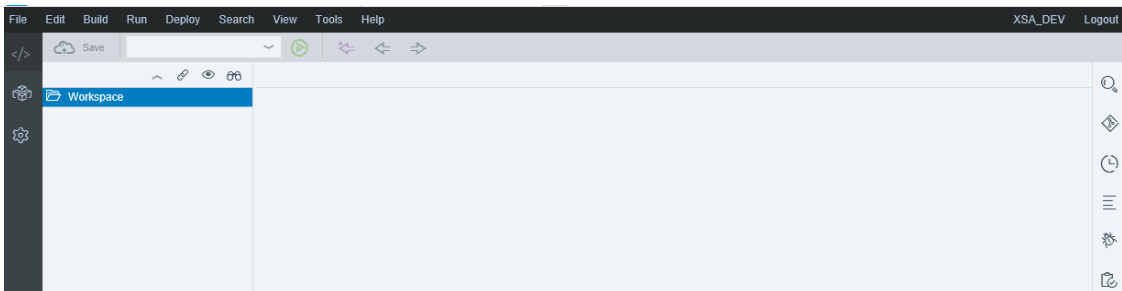 File Edit Build Run Deploy Search View Tools Help XSA_DEV Logout
</> Save
Workspace